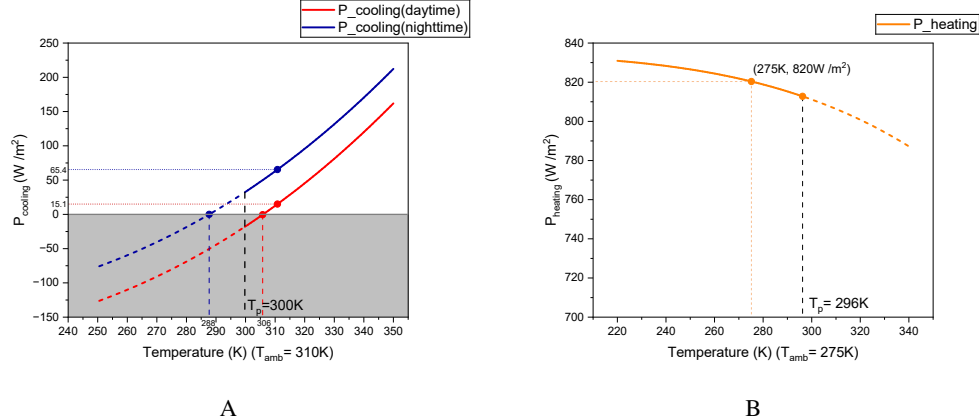 P_cooling(daytime)
P_cooling(nighttime)
250
200
150
100
50
0
−50
−100
−150
65.4
15.1
P_cooling (W /m²)
T_p=300K
288
306
240 250 260 270 280 290 300 310 320 330 340 350
Temperature (K) (T_amb= 310K)
A
P_heating
840
820
800
780
760
740
720
700
P_heating (W /m²)
(275K, 820W /m²)
T_p= 296K
220 240 260 280 300 320 340
Temperature (K) (T_amb= 275K)
B